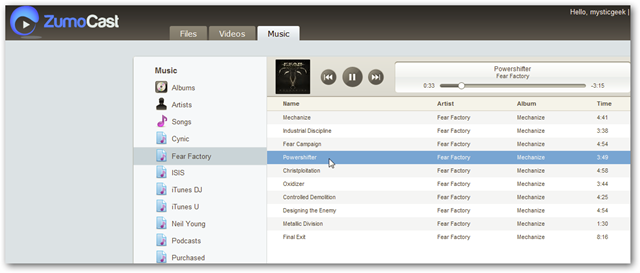 ZumoCast
Hello, mysticgeek |
Files Videos Music
Music
Albums
Artists
Songs
Cynic
Fear Factory
ISIS
iTunes DJ
iTunes U
Neil Young
Podcasts
Purchased
Powershifter
Fear Factory
0:33 -3:15
Name Artist Album Time
Mechanize Fear Factory Mechanize 4:41
Industrial Discipline Fear Factory Mechanize 3:38
Fear Campaign Fear Factory Mechanize 4:54
Powershifter Fear Factory Mechanize 3:49
Christploitation Fear Factory Mechanize 4:58
Oxidizer Fear Factory Mechanize 3:44
Controlled Demolition Fear Factory Mechanize 4:25
Designing the Enemy Fear Factory Mechanize 4:54
Metallic Division Fear Factory Mechanize 1:30
Final Exit Fear Factory Mechanize 8:16